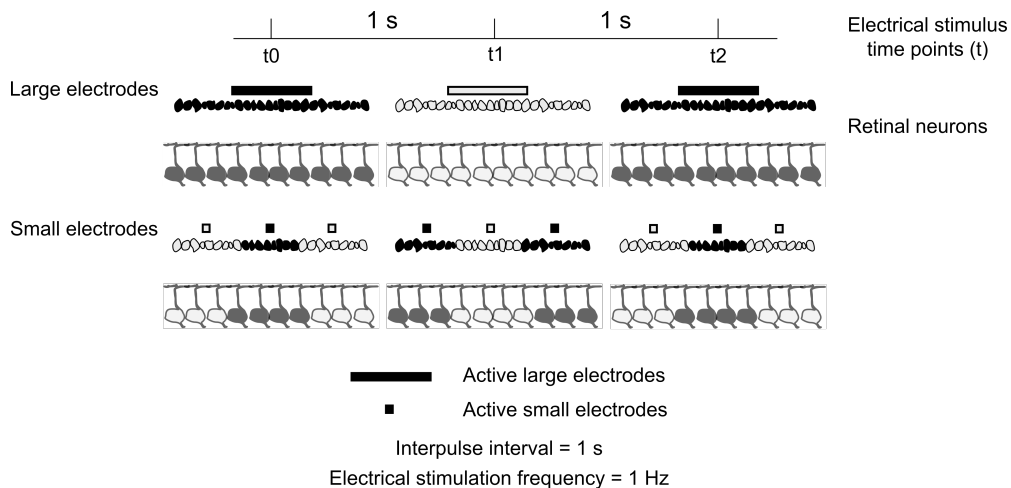 1 s
1 s
Electrical stimulus
time points (t)
t0
t1
t2
Large electrodes
Retinal neurons
Small electrodes
Active large electrodes
Active small electrodes
Interpulse interval = 1 s
Electrical stimulation frequency = 1 Hz